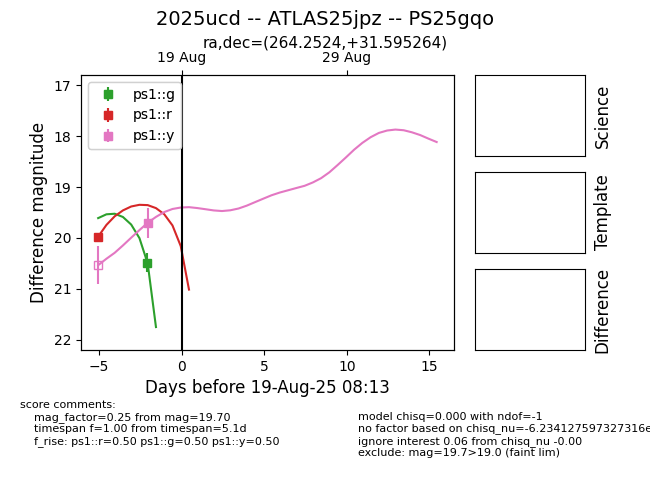 2025ucd -- ATLAS25jpz -- PS25gqo
ra,dec=(264.2524,+31.595264)
19 Aug
29 Aug
ps1::g
ps1::r
ps1::y
17
18
19
20
21
22
Difference magnitude
−5
0
5
10
15
Days before 19-Aug-25 08:13
Science
Template
Difference
score comments:
mag_factor=0.25 from mag=19.70
timespan f=1.00 from timespan=5.1d
f_rise: ps1::r=0.50 ps1::g=0.50 ps1::y=0.50
model chisq=0.000 with ndof=-1
no factor based on chisq_nu=-6.234127597327316e
ignore interest 0.06 from chisq_nu -0.00
exclude: mag=19.7>19.0 (faint lim)